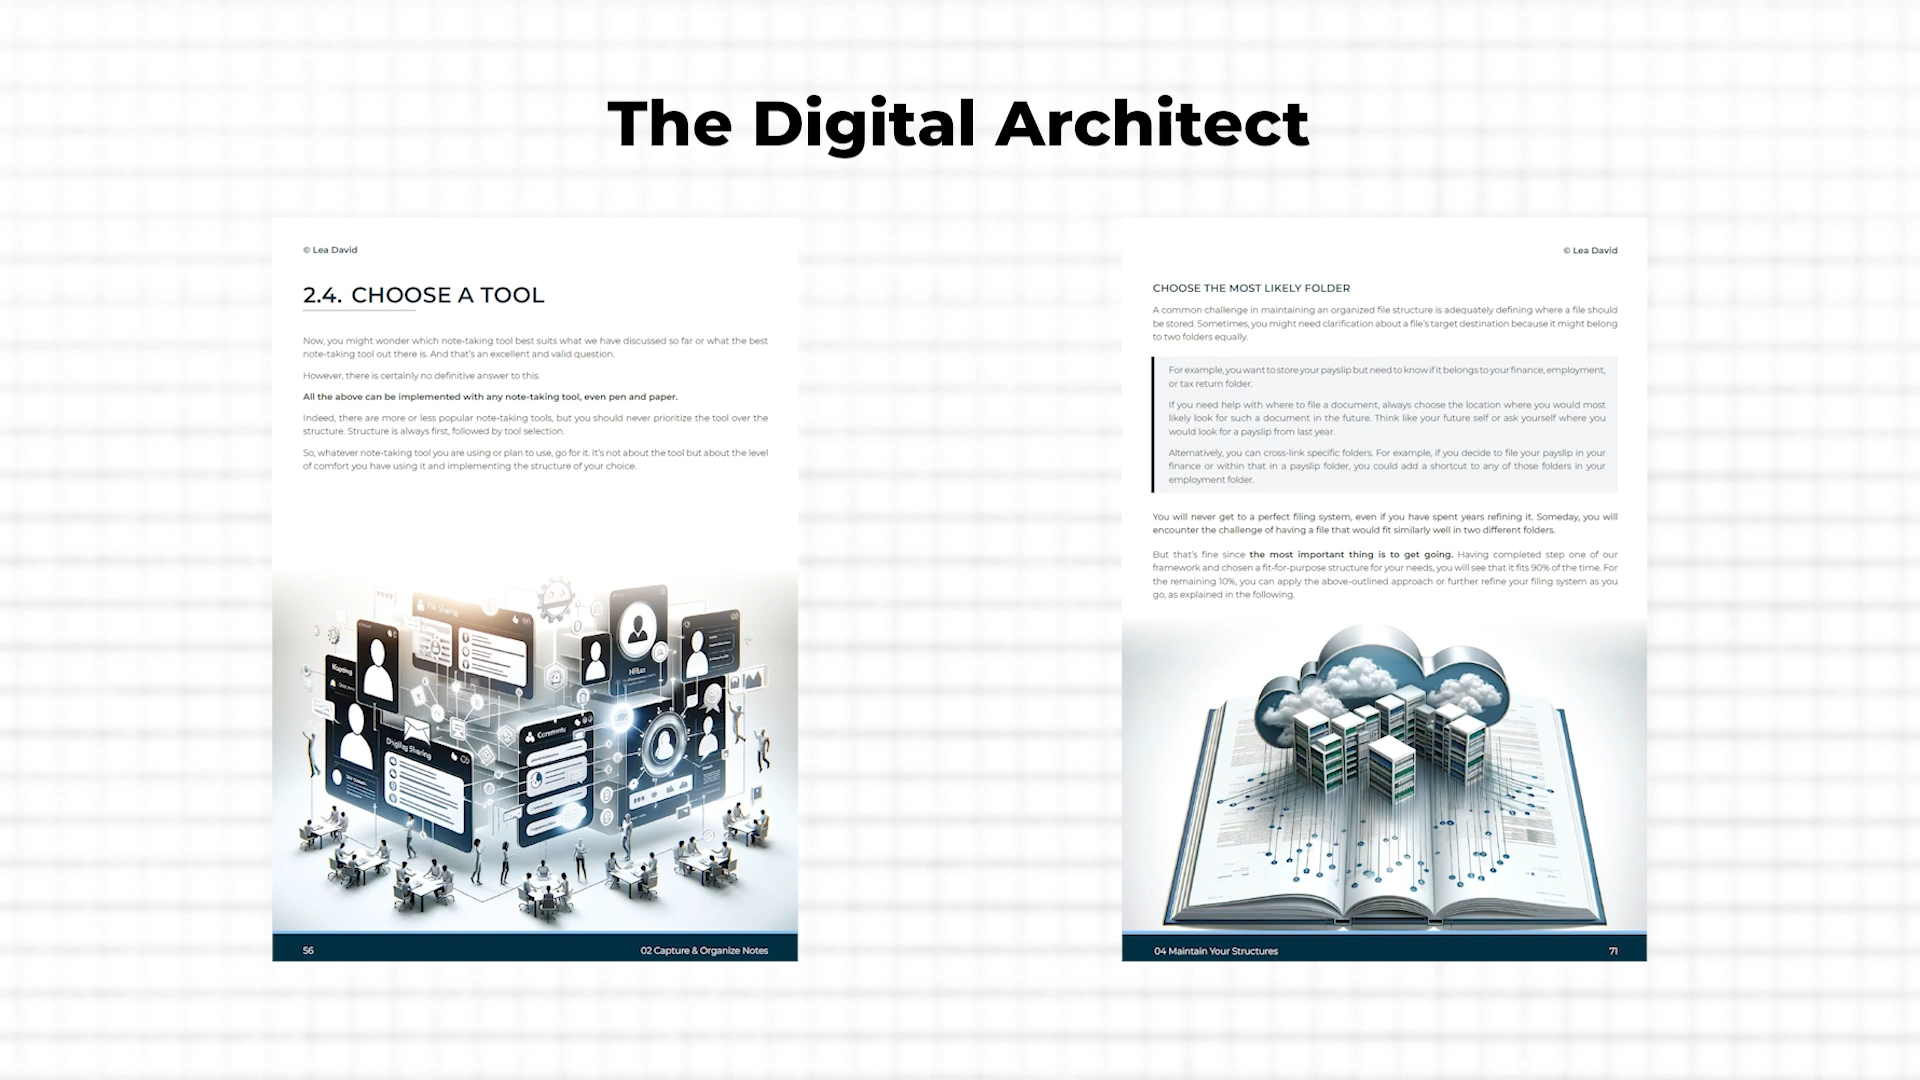 The Digital Architect
© Lea David
2.4. CHOOSE A TOOL
Now, you might wonder which note-taking tool best suits what we have discussed so far or what the best
note-taking tool out there is. And that's an excellent and valid question.
However, there is certainly no definitive answer to this.
All the above can be implemented with any note-taking tool, even pen and paper.
Indeed, there are more or less popular note-taking tools, but you should never prioritize the tool over the
structure. Structure is always first, followed by tool selection.
So, whatever note-taking tool you are using or plan to use, go for it. It's not about the tool but about the level
of comfort you have using it and implementing the structure of your choice.
File Sharing
Comments
56
02 Capture & Organize Notes
© Lea David
CHOOSE THE MOST LIKELY FOLDER
A common challenge in maintaining an organized file structure is adequately defining where a file should
be stored. Sometimes, you might need clarification about a file's target destination because it might belong
to two folders equally.
For example, you want to store your payslip but need to know if it belongs to your finance, employment,
or tax return folder.
If you need help with where to file a document, always choose the location where you would most
likely look for such a document in the future. Think like your future self or ask yourself where you
would look for a payslip from last year.
Alternatively, you can cross-link specific folders. For example, if you decide to file your payslip in your
finance or within that in a payslip folder, you could add a shortcut to any of those folders in your
employment folder.
You will never get to a perfect filing system, even if you have spent years refining it. Someday, you will
encounter the challenge of having a file that would fit similarly well in two different folders.
But that's fine since the most important thing is to get going. Having completed step one of our
framework and chosen a fit-for-purpose structure for your needs, you will see that it fits 90% of the time. For
the remaining 10%, you can apply the above-outlined approach or further refine your filing system as you
go, as explained in the following.
04 Maintain Your Structures
71